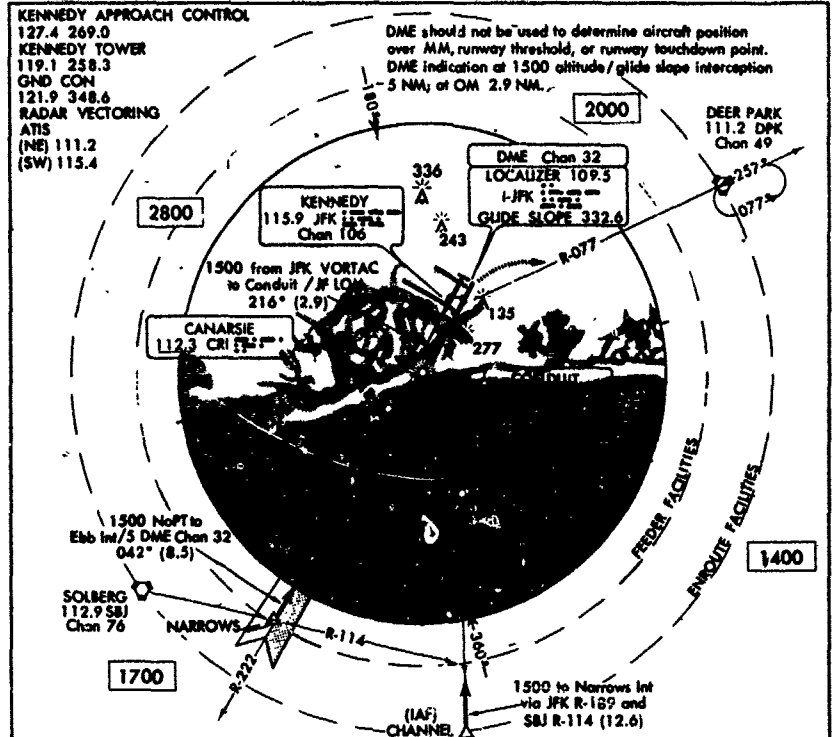 KENNEDY APPROACH CONTROL
127.4 269.0
KENNEDY TOWER
119.1 258.3
GND CON
121.9 348.6
RADAR VECTORING
ATIS
(NE) 111.2
(SW) 115.4
DME should not be used to determine aircraft position
over MM, runway threshold, or runway touchdown point.
DME indication at 1500 altitude/glide slope interception
5 NM; at OM 2.9 NM.
180°
2000
DEER PARK
111.2 DPK
Chan 49
257°
077°
R-077
336
243
DME Chan 32
LOCALIZER 109.5
I-JFK
GLIDE SLOPE 332.6
2800
KENNEDY
115.9 JFK
Chan 106
1500 from JFK VORTAC
to Conduit / JF LOM
216° (2.9)
135
277
CANARSIE
112.3 CRI
CONDUIT
FEEDER FACILITIES
ENROUTE FACILITIES
1400
1500 NoPT to
Ebb Int/5 DME Chan 32
042° (8.5)
SOLBERG
112.9 SBJ
Chan 76
NARROWS
R-114
360°
R-222
1700
(IAF)
CHANNEL
1500 to Narrows Int
via JFK R-189 and
SBJ R-114 (12.6)